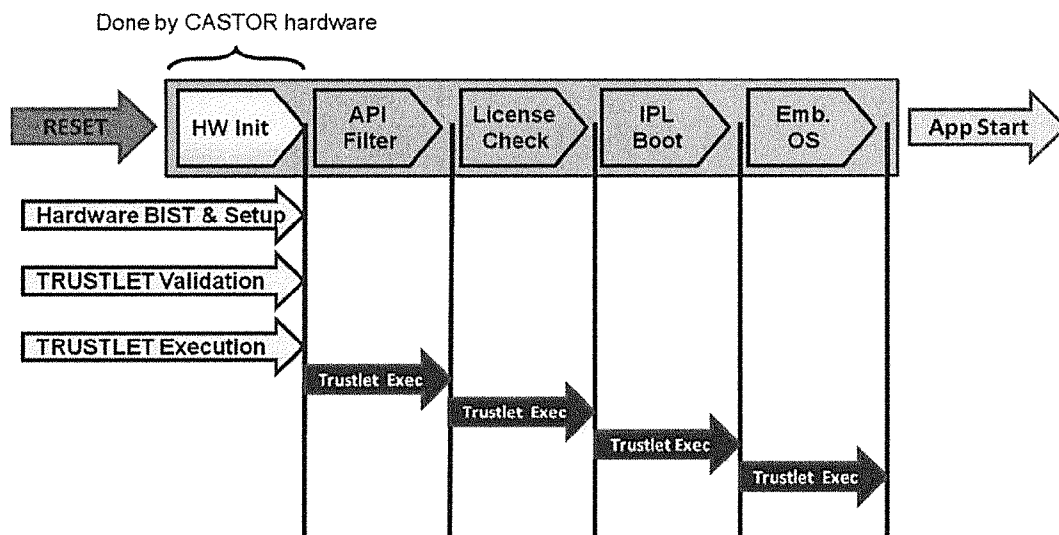 Done by CASTOR hardware
RESET
HW Init
API
Filter
License
Check
IPL
Boot
Emb.
OS
App Start
Hardware BIST & Setup
TRUSTLET Validation
TRUSTLET Execution
Trustlet Exec
Trustlet Exec
Trustlet Exec
Trustlet Exec